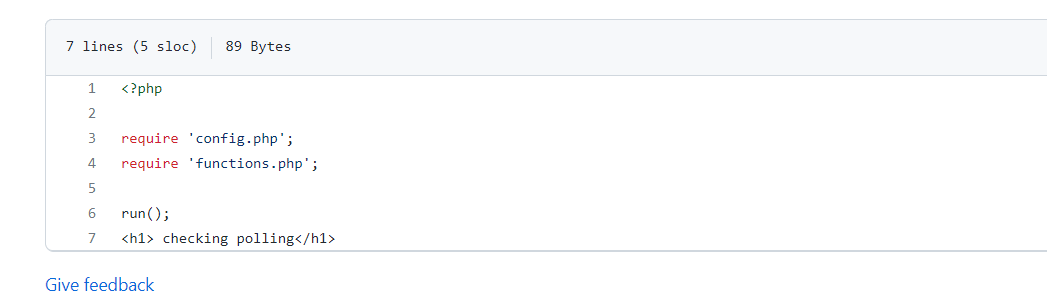 7 lines (5 sloc) 89 Bytes
1 <?php
2
3 require 'config.php';
4 require 'functions.php';
5
6 run();
7 <h1> checking polling</h1>
Give feedback